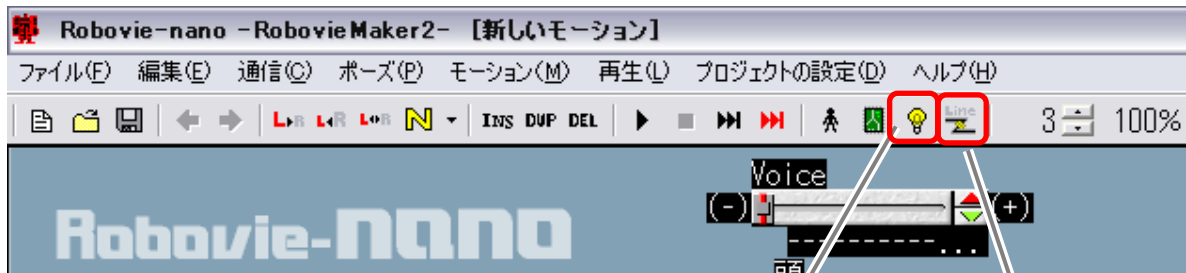 Robovie-nano -RobovieMaker2- [新しいモーション]
ファイル(F) 編集(E) 通信(C) ポーズ(P) モーション(M) 再生(L) プロジェクトの設定(D) ヘルプ(H)
L▸R L◂R L◂▸R N INS DUP DEL Line 3 100%
Voice
(-) (+)
Robovie-nano
----------...
頭